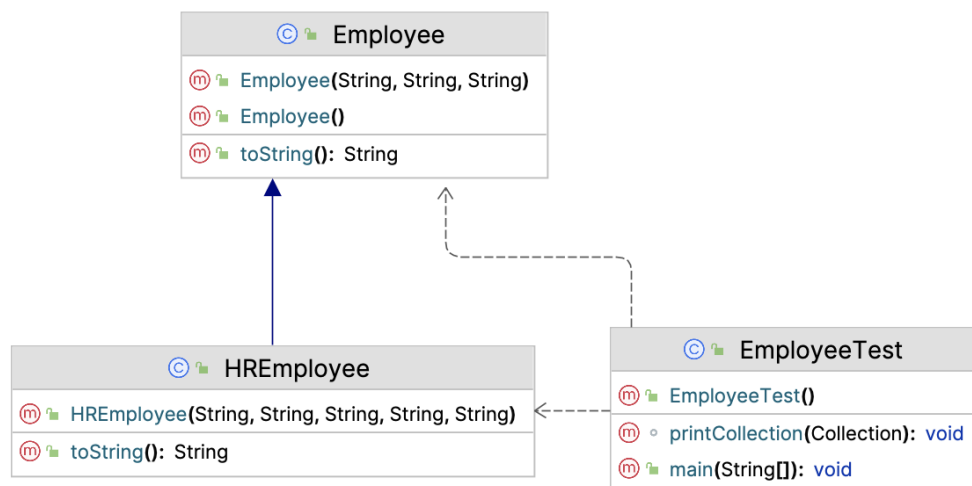 Employee
Employee(String, String, String)
Employee()
toString(): String
HREmployee
HREmployee(String, String, String, String, String)
toString(): String
EmployeeTest
EmployeeTest()
printCollection(Collection): void
main(String[]): void